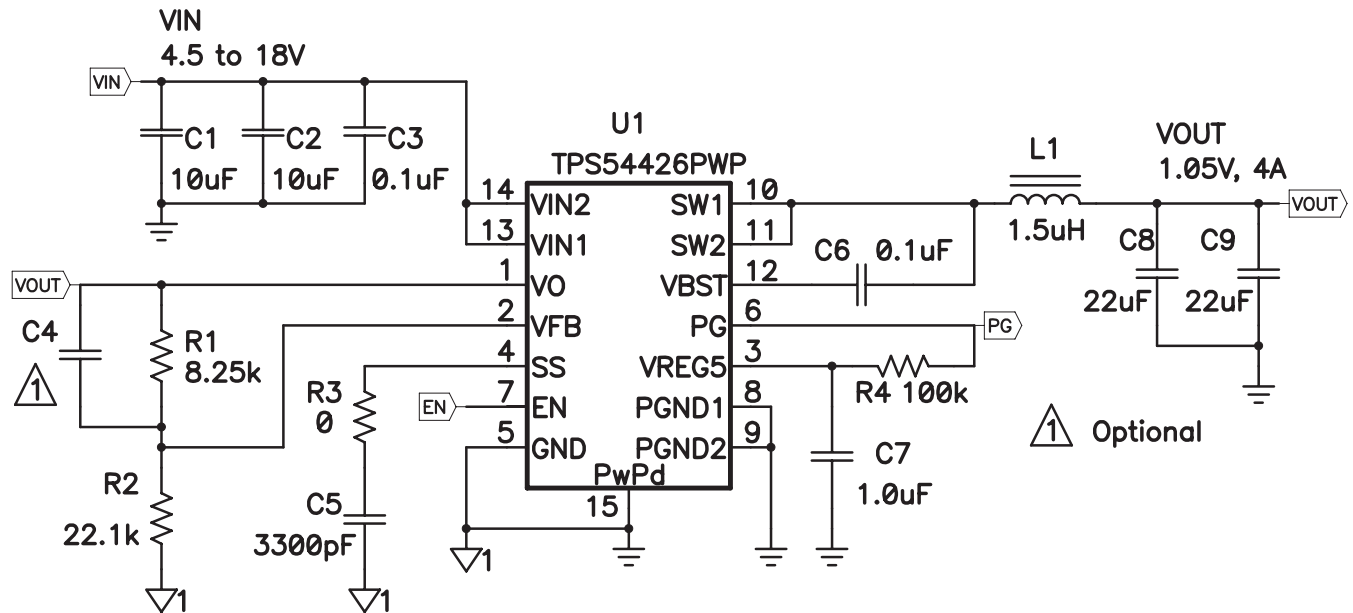 VIN
4.5 to 18V
VIN
C1
10uF
C2
10uF
C3
0.1uF
U1
TPS54426PWP
14
VIN2
13
VIN1
1
VO
2
VFB
4
SS
7
EN
5
GND
PwPd
15
SW1
10
SW2
11
VBST
12
PG
6
VREG5
3
PGND1
8
PGND2
9
L1
1.5uH
VOUT
1.05V, 4A
VOUT
C6
0.1uF
C8
22uF
C9
22uF
PG
R4 100k
C7
1.0uF
1 Optional
VOUT
C4
1
R1
8.25k
R2
22.1k
1
R3
0
C5
3300pF
1
EN
1